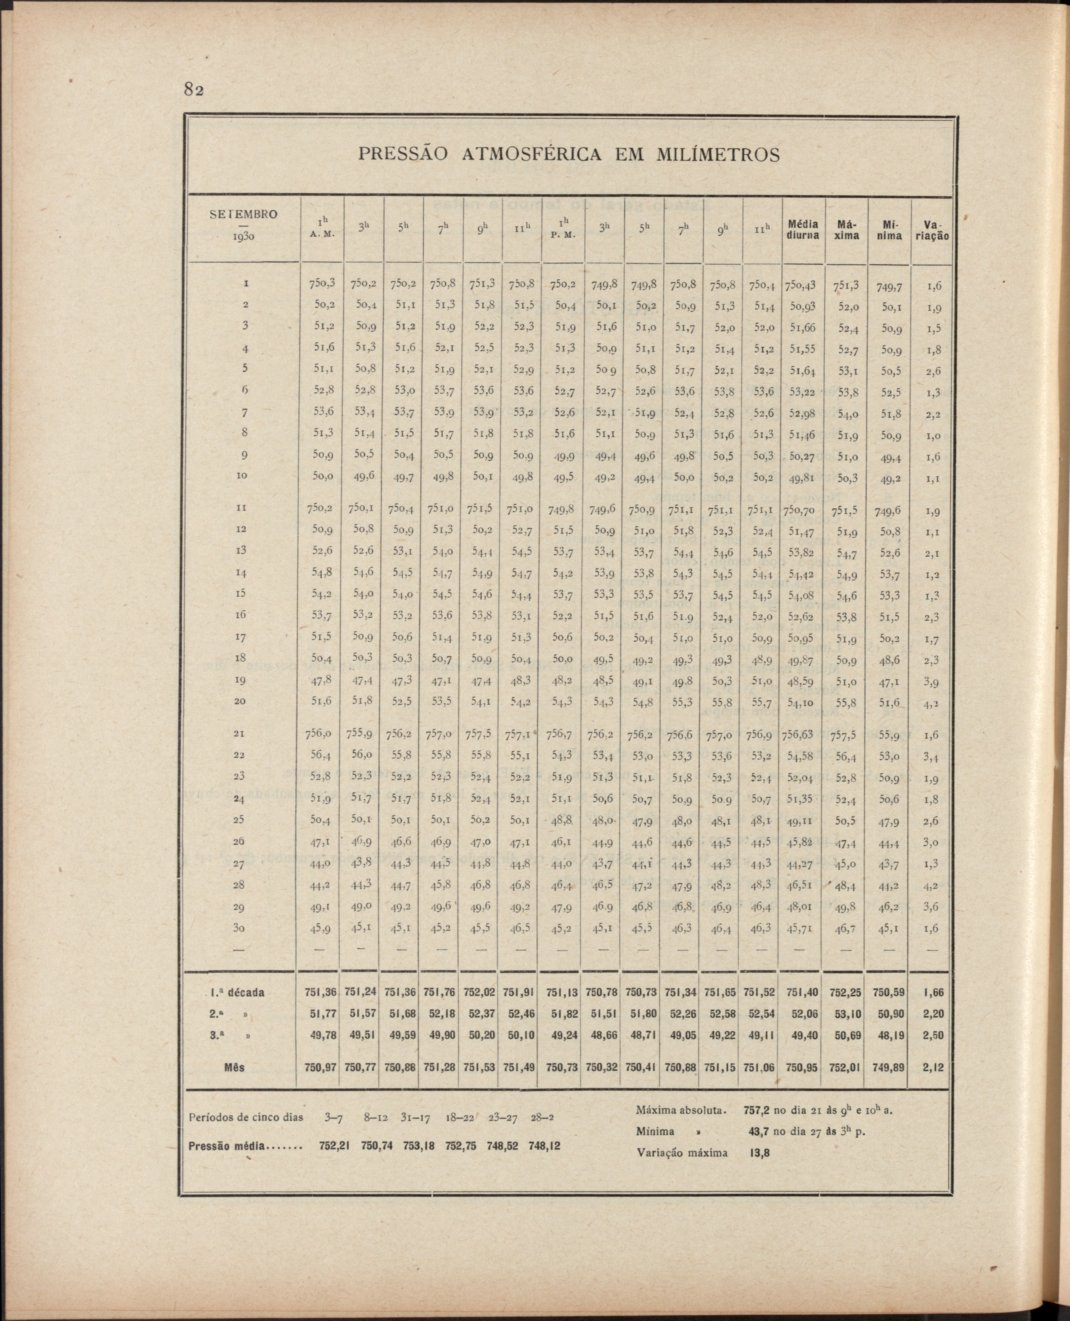 82
PRESSÃO ATMOSFÉRICA EM MILÍMETROS
SETEMBRO — 1930 1h A. M. 3h 5h 7h 9h 11h 1h P. M. 3h 5h 7h 9h 11h Média diurna Má-xima Mí-nima Va-riação
1 750,3 750,2 750,2 750,8 751,3 750,8 750,2 749,8 749,8 750,8 750,8 750,4 750,43 751,3 749,7 1,6
2 50,2 50,4 51,1 51,3 51,8 51,5 50,4 50,1 50,2 50,9 51,3 51,4 50,93 52,0 50,1 1,9
3 51,2 50,9 51,2 51,9 52,2 52,3 51,9 51,6 51,0 51,7 52,0 52,0 51,66 52,4 50,9 1,5
4 51,6 51,3 51,6 52,1 52,5 52,3 51,3 50,9 51,1 51,2 51,4 51,2 51,55 52,7 50,9 1,8
5 51,1 50,8 51,2 51,9 52,1 52,9 51,2 50 9 50,8 51,7 52,1 52,2 51,64 53,1 50,5 2,6
6 52,8 52,8 53,0 53,7 53,6 53,6 52,7 52,7 52,6 53,6 53,8 53,6 53,22 53,8 52,5 1,3
7 53,6 53,4 53,7 53,9 53,9 53,2 52,6 52,1 51,9 52,4 52,8 52,6 52,98 54,0 51,8 2,2
8 51,3 51,4 51,5 51,7 51,8 51,8 51,6 51,1 50,9 51,3 51,6 51,3 51,46 51,9 50,9 1,0
9 50,9 50,5 50,4 50,5 50,9 50,9 49,9 49,4 49,6 49,8 50,5 50,3 50,27 51,0 49,4 1,6
10 50,0 49,6 49,7 49,8 50,1 49,8 49,5 49,2 49,4 50,0 50,2 50,2 49,81 50,3 49,2 1,1
11 750,2 750,1 750,4 751,0 751,5 751,0 749,8 749,6 750,9 751,1 751,1 751,1 750,70 751,5 749,6 1,9
12 50,9 50,8 50,9 51,3 50,2 52,7 51,5 50,9 51,0 51,8 52,3 52,4 51,47 51,9 50,8 1,1
13 52,6 52,6 53,1 54,0 54,4 54,5 53,7 53,4 53,7 54,4 54,6 54,5 53,82 54,7 52,6 2,1
14 54,8 54,6 54,5 54,7 54,9 54,7 54,2 53,9 53,8 54,3 54,5 54,4 54,42 54,9 53,7 1,2
15 54,2 54,0 54,0 54,5 54,6 54,4 53,7 53,3 53,5 53,7 54,5 54,5 54,08 54,6 53,3 1,3
16 53,7 53,2 53,2 53,6 53,8 53,1 52,2 51,5 51,6 51.9 52,4 52,0 52,62 53,8 51,5 2,3
17 51,5 50,9 50,6 51,4 51,9 51,3 50,6 50,2 50,4 51,0 51,0 50,9 50,95 51,9 50,2 1,7
18 50,4 50,3 50,3 50,7 50,9 50,4 50,0 49,5 49,2 49,3 49,3 48,9 49,87 50,9 48,6 2,3
19 47,8 47,4 47,3 47,1 47,4 48,3 48,2 48,5 49,1 49.8 50,3 51,0 48,59 51,0 47,1 3,9
20 51,6 51,8 52,5 53,5 54,1 54,2 54,3 54,3 54,8 55,3 55,8 55,7 54,10 55,8 51,6 4,2
21 756,0 755,9 756,2 757,0 757,5 757,1 756,7 756,2 756,2 756,6 757,0 756,9 756,63 757,5 55,9 1,6
22 56,4 56,0 55,8 55,8 55,8 55,1 54,3 53,4 53,0 53,3 53,6 53,2 54,58 56,4 53,0 3,4
23 52,8 52,3 52,2 52,3 52,4 52,2 51,9 51,3 51,1 51,8 52,3 52,4 52,04 52,8 50,9 1,9
24 51,9 51,7 51,7 51,8 52,4 52,1 51,1 50,6 50,7 50,9 50 9 50,7 51,35 52,4 50,6 1,8
25 50,4 50,1 50,1 50,1 50,2 50,1 48,8 48,0 47,9 48,0 48,1 48,1 49,11 50,5 47,9 2,6
26 47,1 46,9 46,6 46,9 47,0 47,1 46,1 44,9 44,6 44,6 44,5 44,5 45,82 47,4 44,4 3,0
27 44,0 43,8 44,3 44,5 44,8 44,8 44,0 43,7 44,1 44,3 44,3 44,3 44,27 45,0 43,7 1,3
28 44,2 44,3 44,7 45,8 46,8 46,8 46,4 46,5 47,2 47,9 48,2 48,3 46,51 48,4 44,2 4,2
29 49,1 49,0 49,2 49,6 49,6 49,2 47,9 46,9 46,8 46,8 46,9 46,4 48,01 49,8 46,2 3,6
30 45,9 45,1 45,1 45,2 45,5 46,5 45,2 45,1 45,5 46,3 46,4 46,3 45,71 46,7 45,1 1,6
— — — — — — — — — — — — — — — — —
1.ª década 751,36 751,24 751,36 751,76 752,02 751,91 751,13 750,78 750,73 751,34 751,65 751,52 751,40 752,25 750,59 1,66
2.ª » 51,77 51,57 51,68 52,18 52,37 52,46 51,82 51,51 51,80 52,26 52,58 52,54 52,06 53,10 50,90 2,20
3.ª » 49,78 49,51 49,59 49,90 50,20 50,10 49,24 48,66 48,71 49,05 49,22 49,11 49,40 50,69 48,19 2,50
Mês 750,97 750,77 750,88 751,28 751,53 751,49 750,73 750,32 750,41 750,88 751,15 751,06 750,95 752,01 749,89 2,12
Períodos de cinco dias 3–7 8–12 31–17 18–22 23–27 28–2
Pressão média....... 752,21 750,74 753,18 752,75 748,52 748,12
Máxima absoluta. 757,2 no dia 21 às 9h e 10h a.
Mínima » 43,7 no dia 27 às 3h p.
Variação máxima 13,8